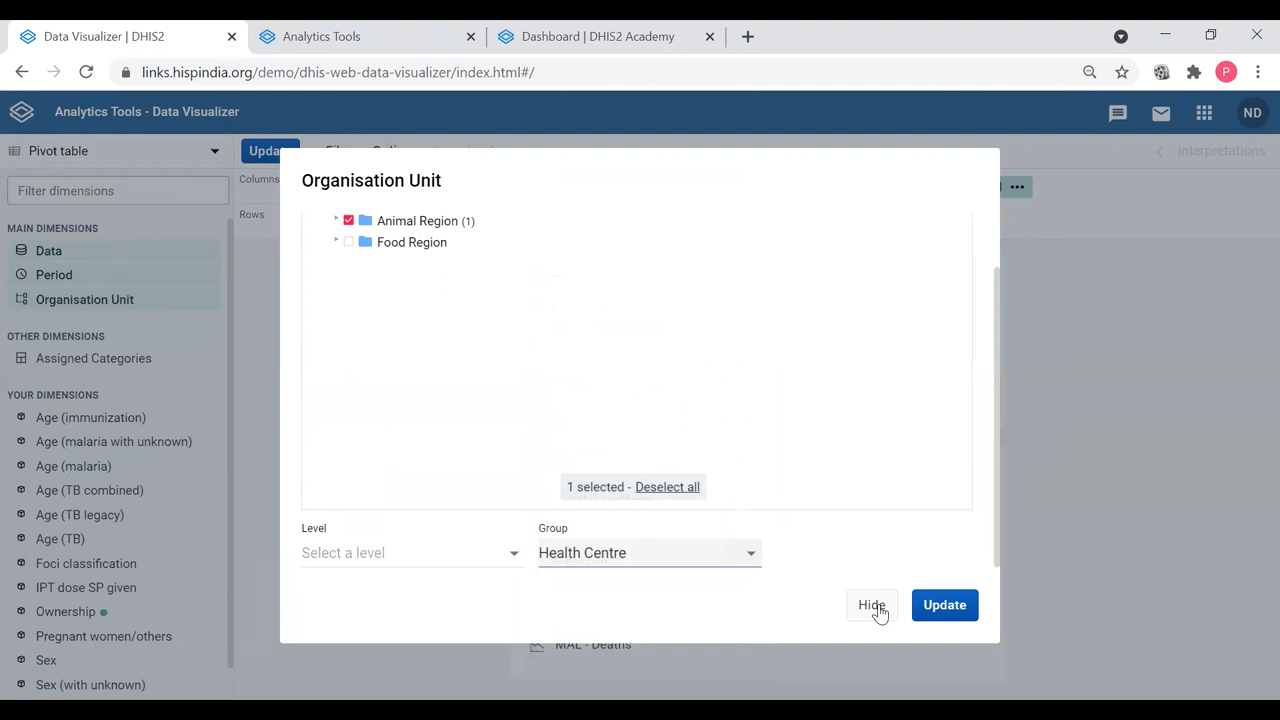 Data Visualizer | DHIS2
Analytics Tools
Dashboard | DHIS2 Academy
links.hispindia.org/demo/dhis-web-data-visualizer/index.html#/
P
Analytics Tools - Data Visualizer
ND
Pivot table
Upda
Interpretations
Filter dimensions
Columns
Rows
MAIN DIMENSIONS
Data
Period
Organisation Unit
OTHER DIMENSIONS
Assigned Categories
YOUR DIMENSIONS
Age (immunization)
Age (malaria with unknown)
Age (malaria)
Age (TB combined)
Age (TB legacy)
Age (TB)
Foci classification
IPT dose SP given
Ownership
Pregnant women/others
Sex
Sex (with unknown)
Organisation Unit
Animal Region (1)
Food Region
1 selected - Deselect all
Level
Group
Select a level
Health Centre
Hide
Update
MAL - Deaths